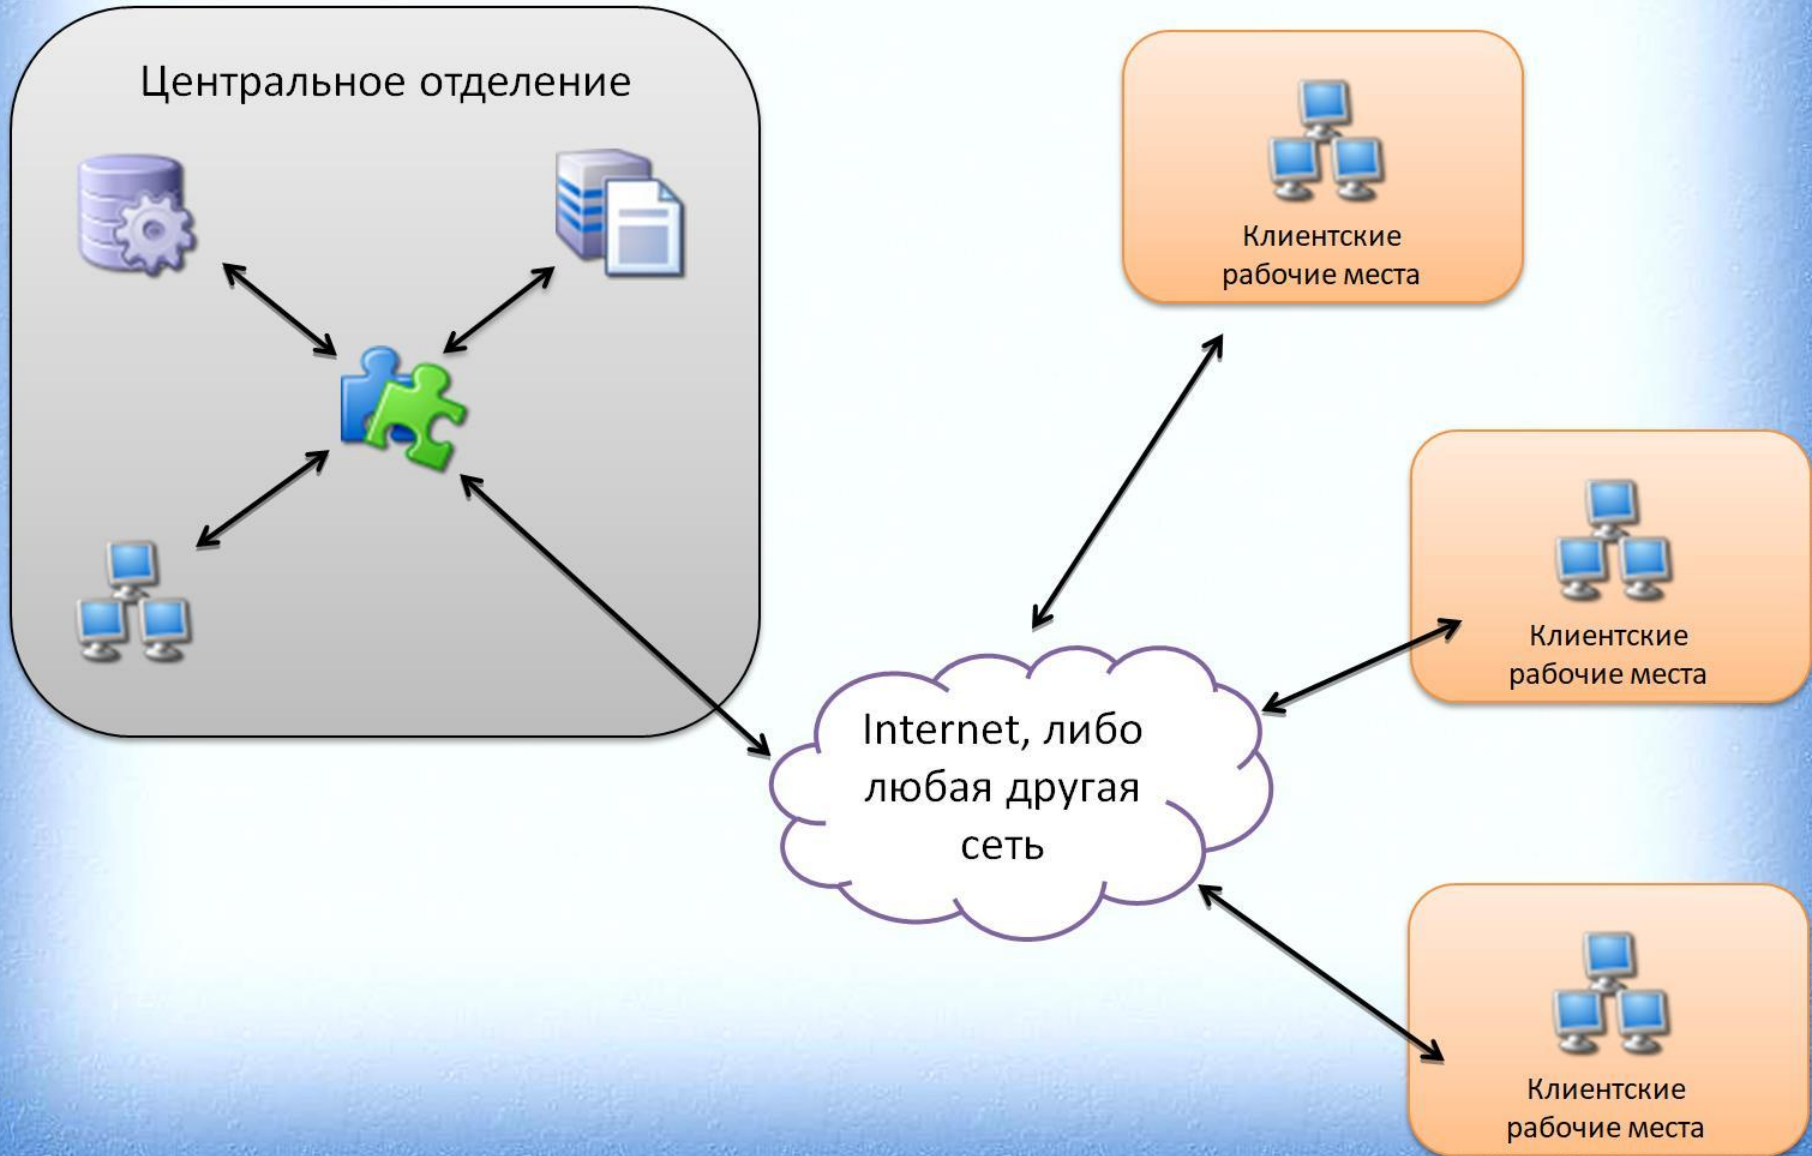 Центральное отделение
Клиентские
рабочие места
Клиентские
рабочие места
Internet, либо
любая другая
сеть
Клиентские
рабочие места